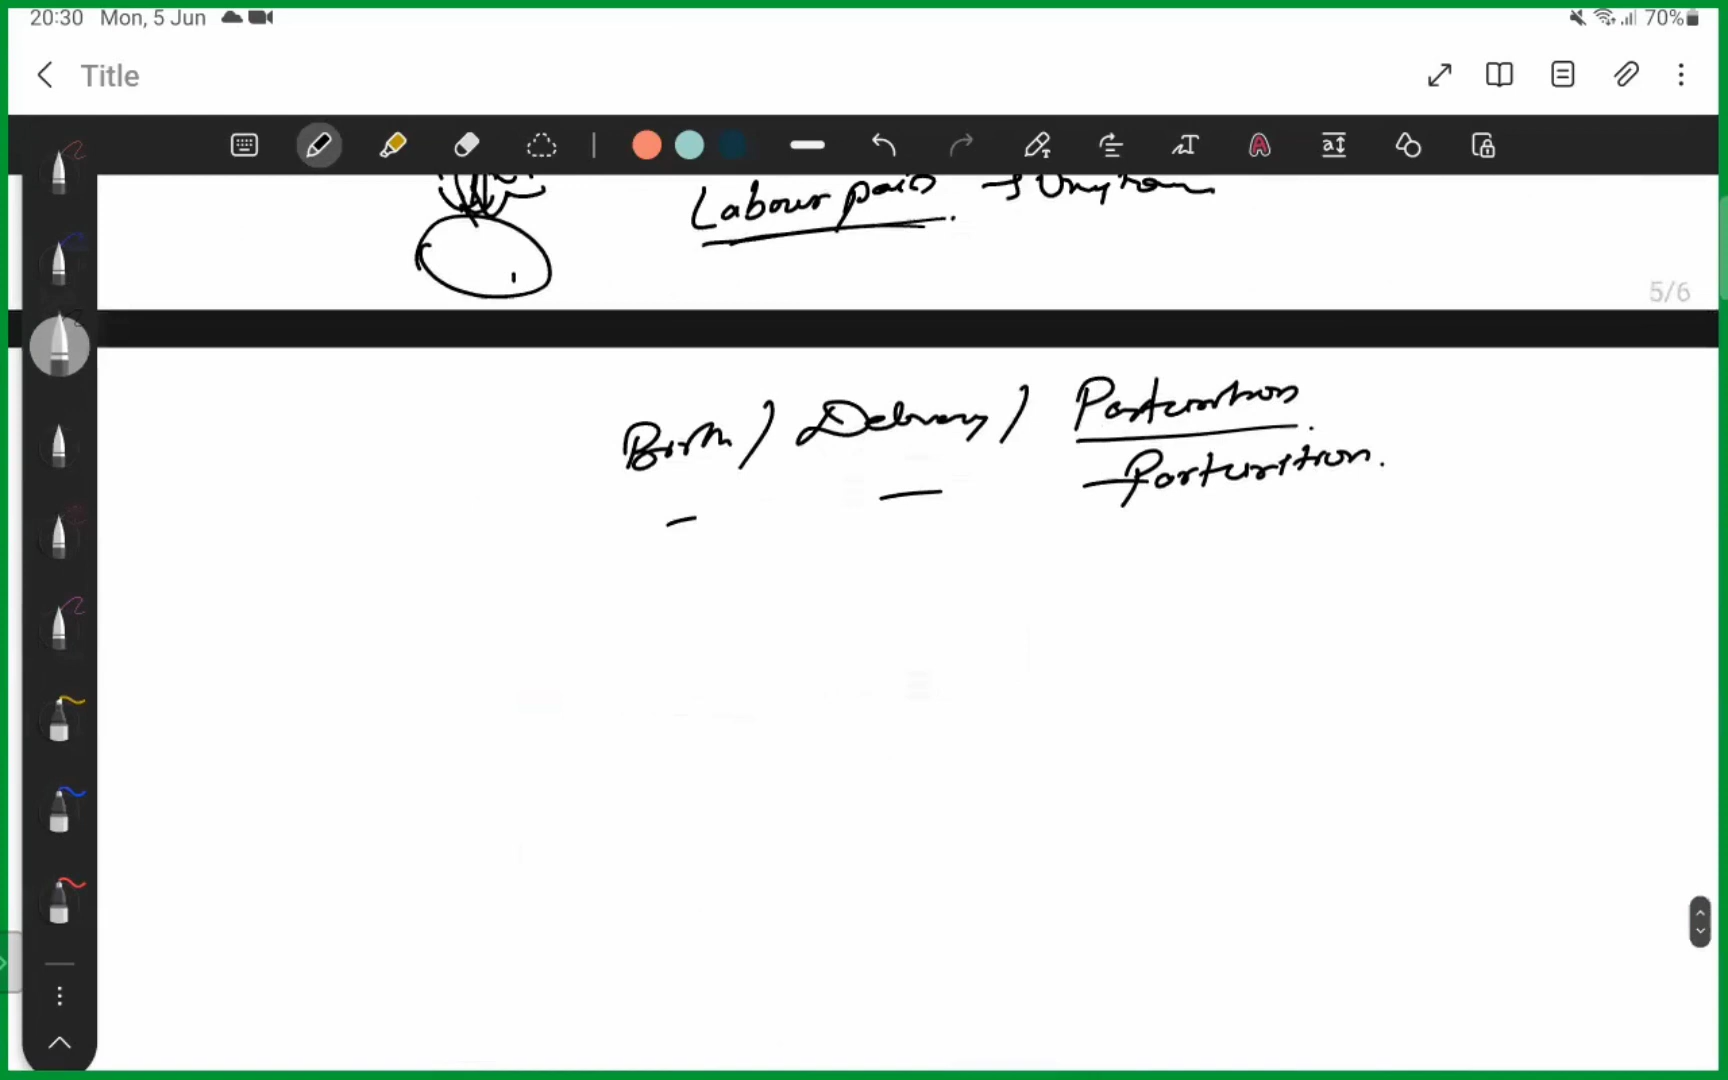 20:30 Mon, 5 Jun 70%
Title
Labour pain →
5/6
Birth / Delivery / Parturition.
Parturition.